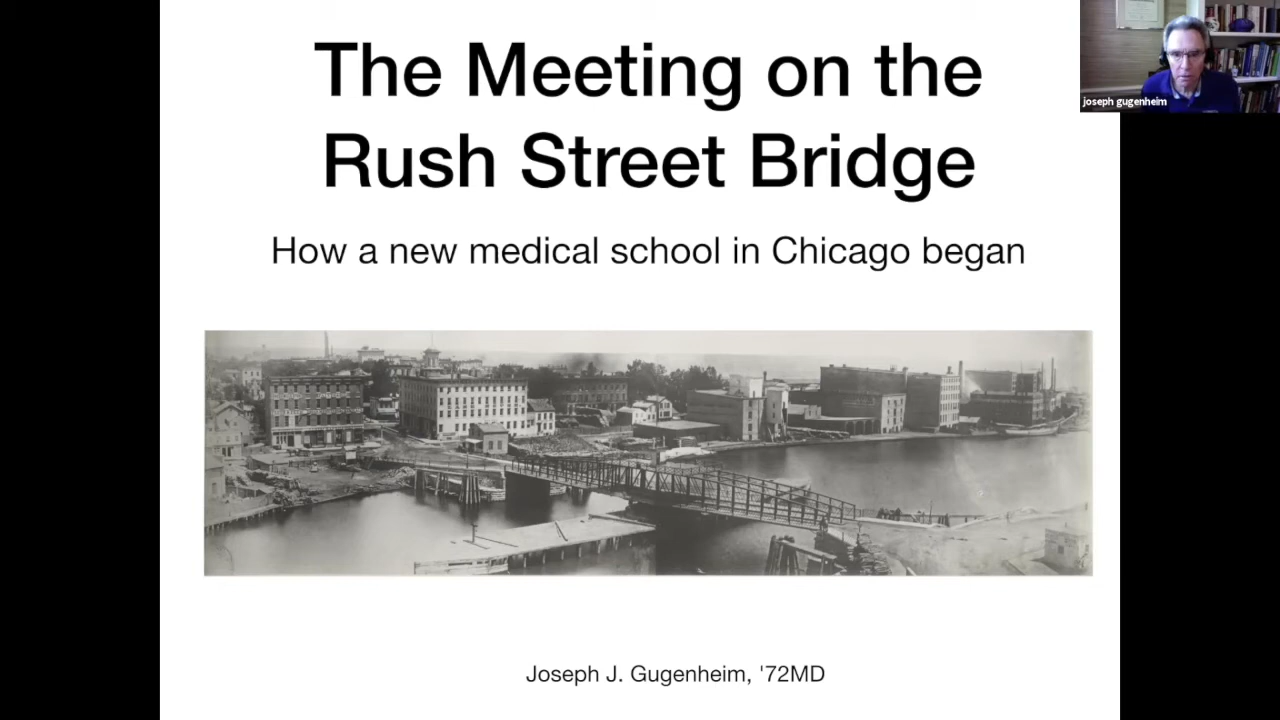 The Meeting on the
Rush Street Bridge
How a new medical school in Chicago began
joseph gugenheim
Joseph J. Gugenheim, '72MD